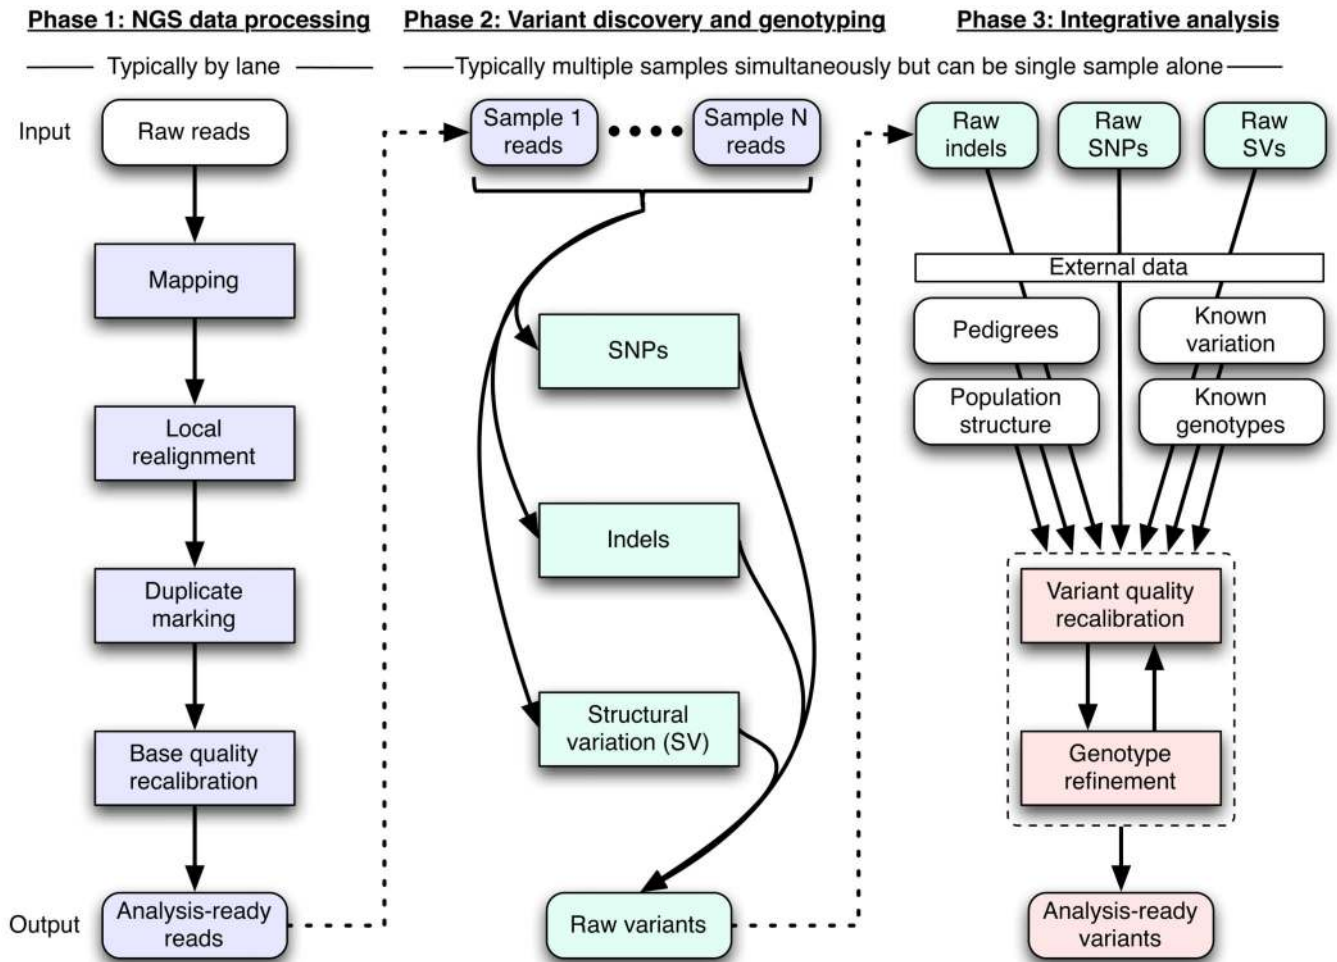 Phase 1: NGS data processing
Typically by lane
Input
Raw reads
Mapping
Local
realignment
Duplicate
marking
Base quality
recalibration
Output
Analysis-ready
reads
Phase 2: Variant discovery and genotyping
Typically multiple samples simultaneously but can be single sample alone
Sample 1
reads
Sample N
reads
SNPs
Indels
Structural
variation (SV)
Raw variants
Phase 3: Integrative analysis
Raw
indels
Raw
SNPs
Raw
SVs
External data
Pedigrees
Known
variation
Population
structure
Known
genotypes
Variant quality
recalibration
Genotype
refinement
Analysis-ready
variants